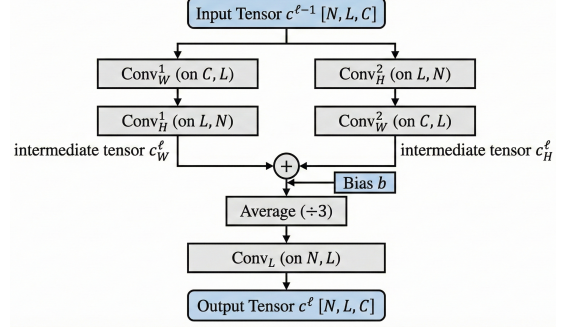 Input Tensor c^{ℓ−1} [N, L, C]
Conv_W^1 (on C, L)
Conv_H^2 (on L, N)
Conv_H^1 (on L, N)
Conv_W^2 (on C, L)
intermediate tensor c_W^ℓ
intermediate tensor c_H^ℓ
+
Bias b
Average (÷3)
Conv_L (on N, L)
Output Tensor c^ℓ [N, L, C]